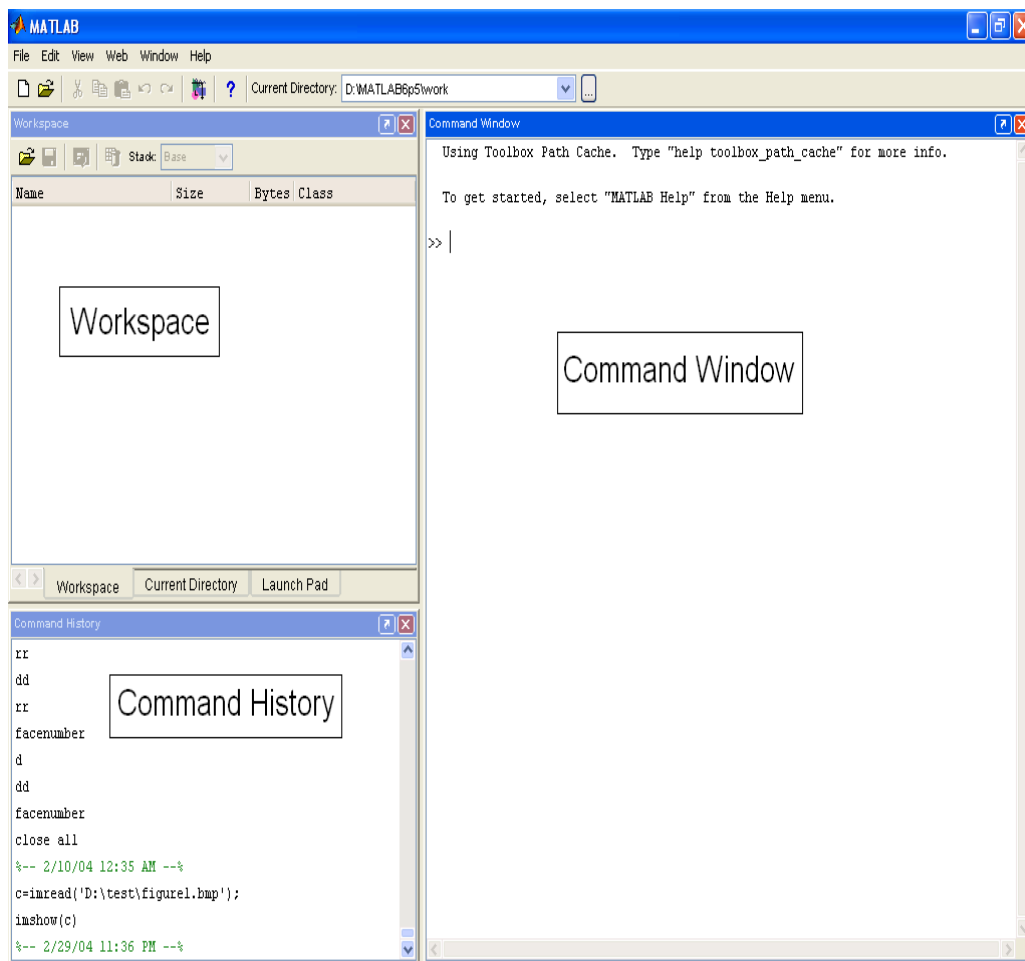 MATLAB
File Edit View Web Window Help
? Current Directory: D:\MATLAB6p5\work ...
Workspace
Stack: Base
Name Size Bytes Class
Workspace
Workspace Current Directory Launch Pad
Command History
rr
dd
rr
Command History
facenumber
d
dd
facenumber
close all
%-- 2/10/04 12:35 AM --%
c=imread('D:\test\figure1.bmp');
imshow(c)
%-- 2/29/04 11:36 PM --%
Command Window
Using Toolbox Path Cache. Type "help toolbox_path_cache" for more info.
To get started, select "MATLAB Help" from the Help menu.
>>
Command Window